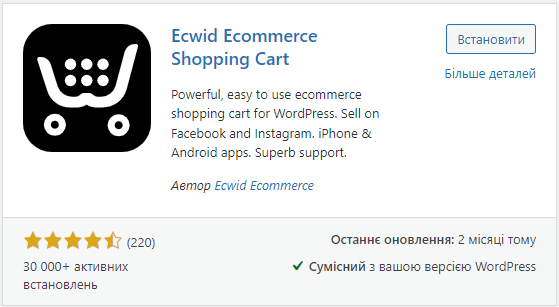 Ecwid Ecommerce
Shopping Cart
Встановити
Більше деталей
Powerful, easy to use ecommerce
shopping cart for WordPress. Sell on
Facebook and Instagram. iPhone &
Android apps. Superb support.
Автор Ecwid Ecommerce
(220)
30 000+ активних
встановлень
Останнє оновлення: 2 місяці тому
Сумісний з вашою версією WordPress